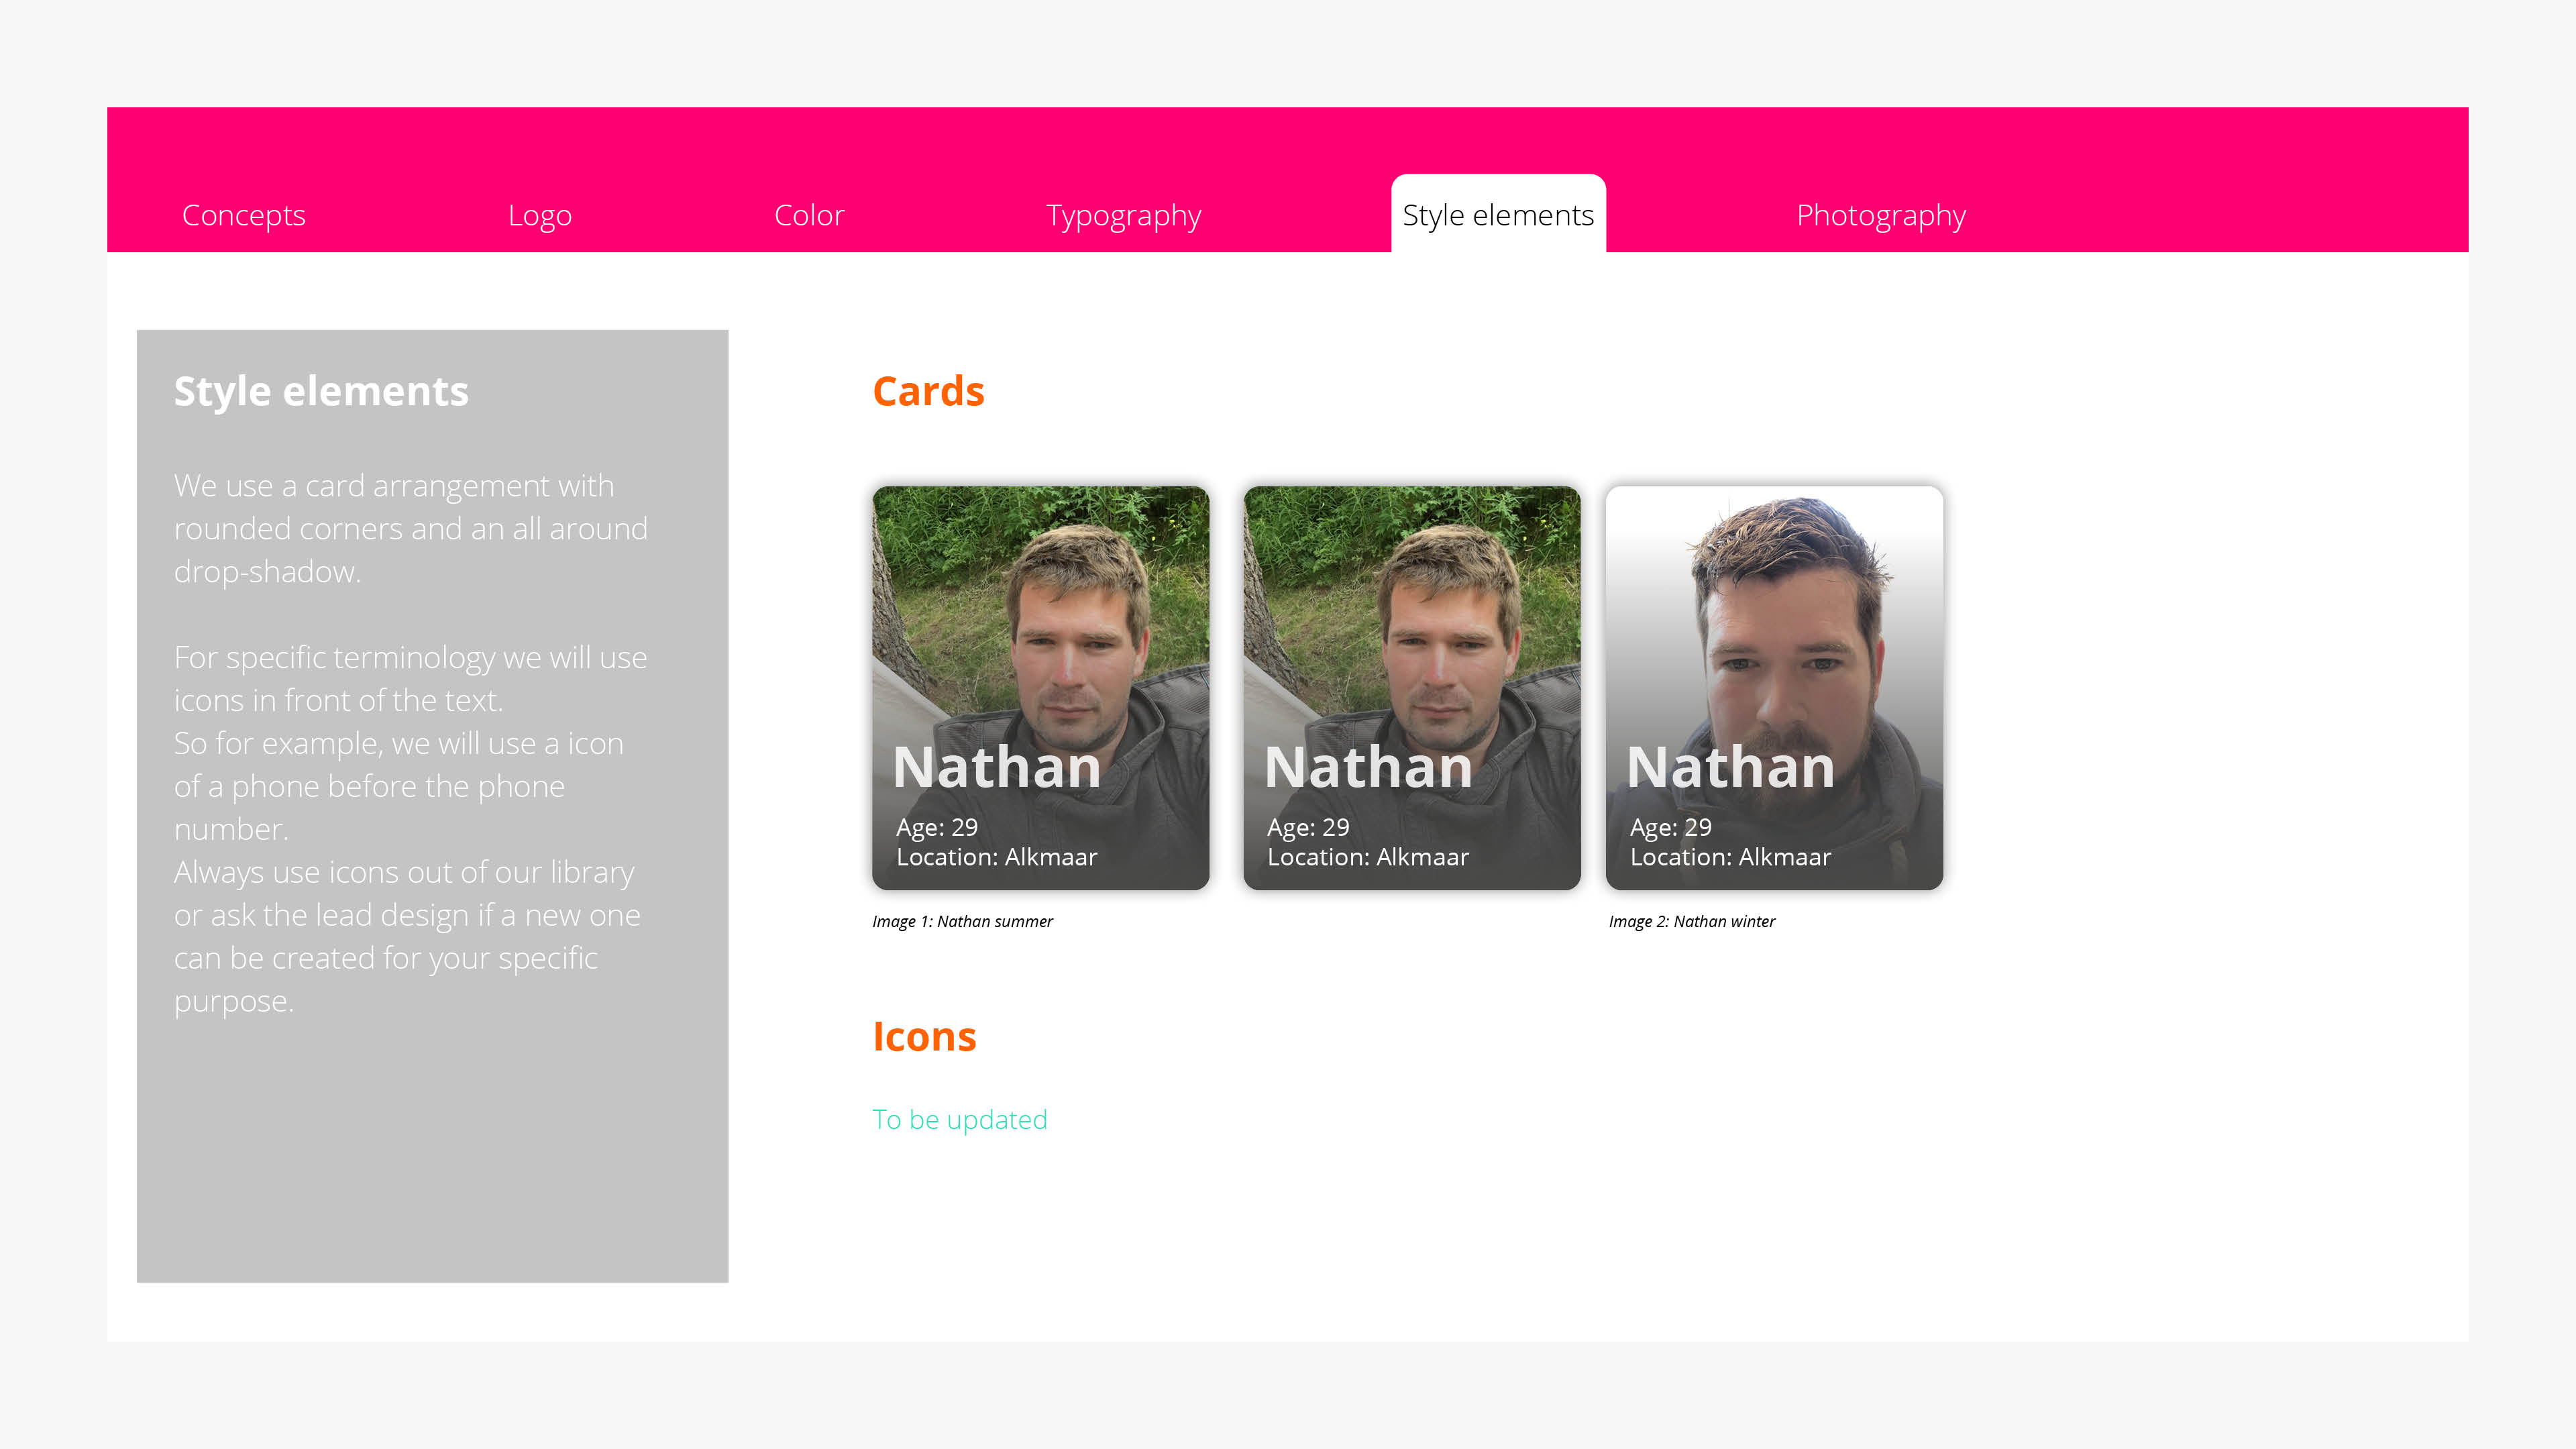 Concepts Logo Color Typography Style elements Photography
Style elements
We use a card arrangement with
rounded corners and an all around
drop-shadow.
For specific terminology we will use
icons in front of the text.
So for example, we will use a icon
of a phone before the phone
number.
Always use icons out of our library
or ask the lead design if a new one
can be created for your specific
purpose.
Cards
Nathan
Age: 29
Location: Alkmaar
Nathan
Age: 29
Location: Alkmaar
Nathan
Age: 29
Location: Alkmaar
Image 1: Nathan summer
Image 2: Nathan winter
Icons
To be updated